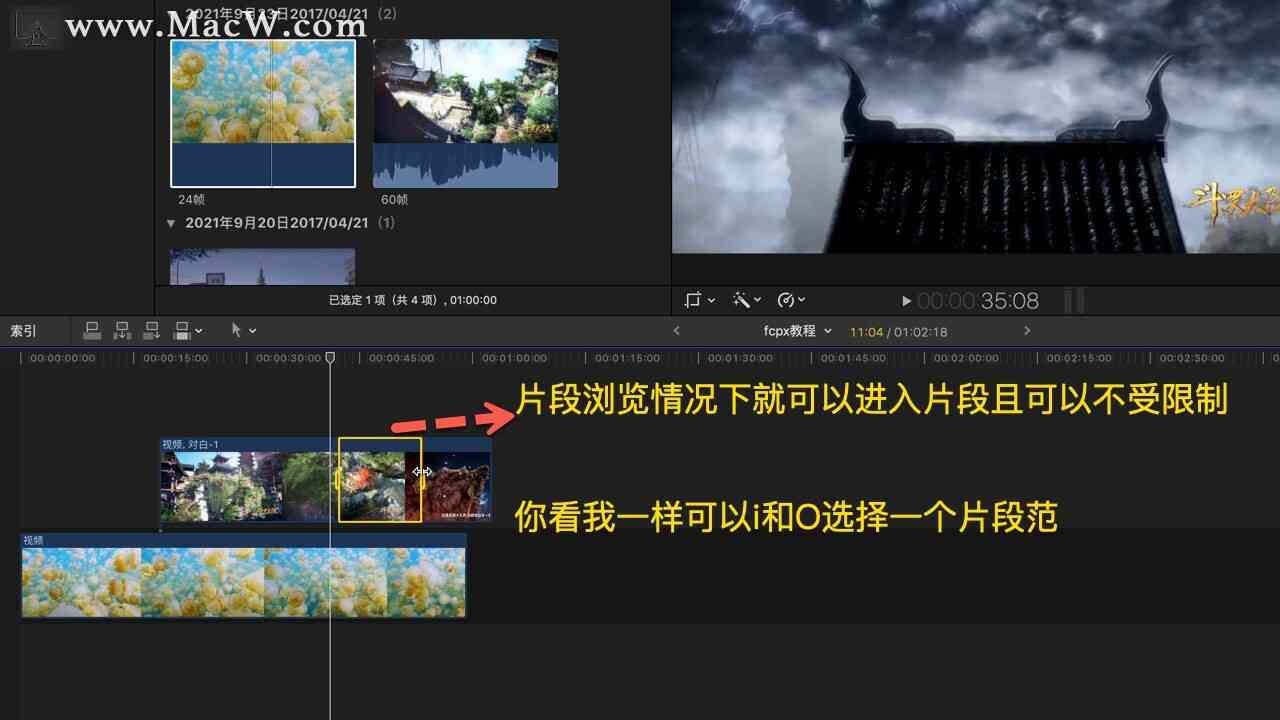 www.MacW.com
2021年9月23日2017/04/21 (2)
24帧
60帧
2021年9月20日2017/04/21 (1)
斗罗大陆
已选定 1 项（共 4 项）, 01:00:00
00:00:35:08
索引
fcpx教程
11:04 / 01:02:18
00:00:00:00
00:00:15:00
00:00:30:00
00:00:45:00
00:01:00:00
00:01:15:00
00:01:30:00
00:01:45:00
00:02:00:00
00:02:15:00
00:02:30:00
片段浏览情况下就可以进入片段且可以不受限制
视频, 对白-1
你看我一样可以i和O选择一个片段范
视频